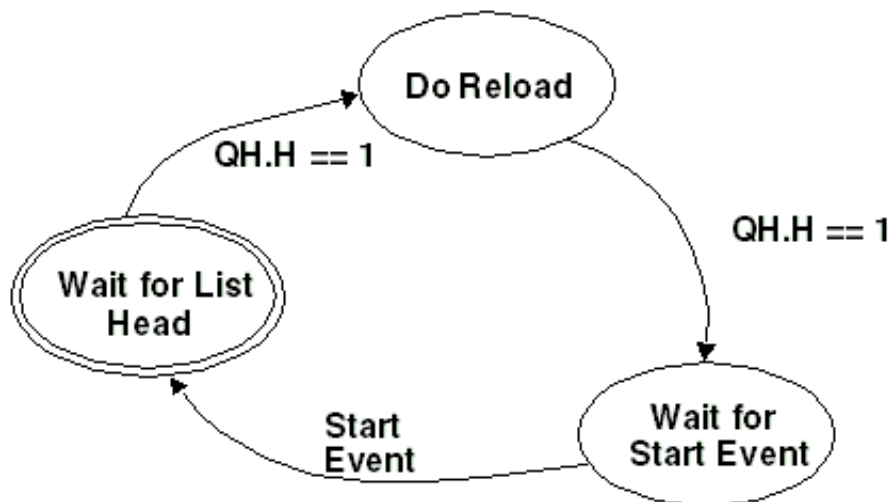 Do Reload
QH.H == 1
QH.H == 1
Wait for List
Head
Wait for
Start Event
Start
Event